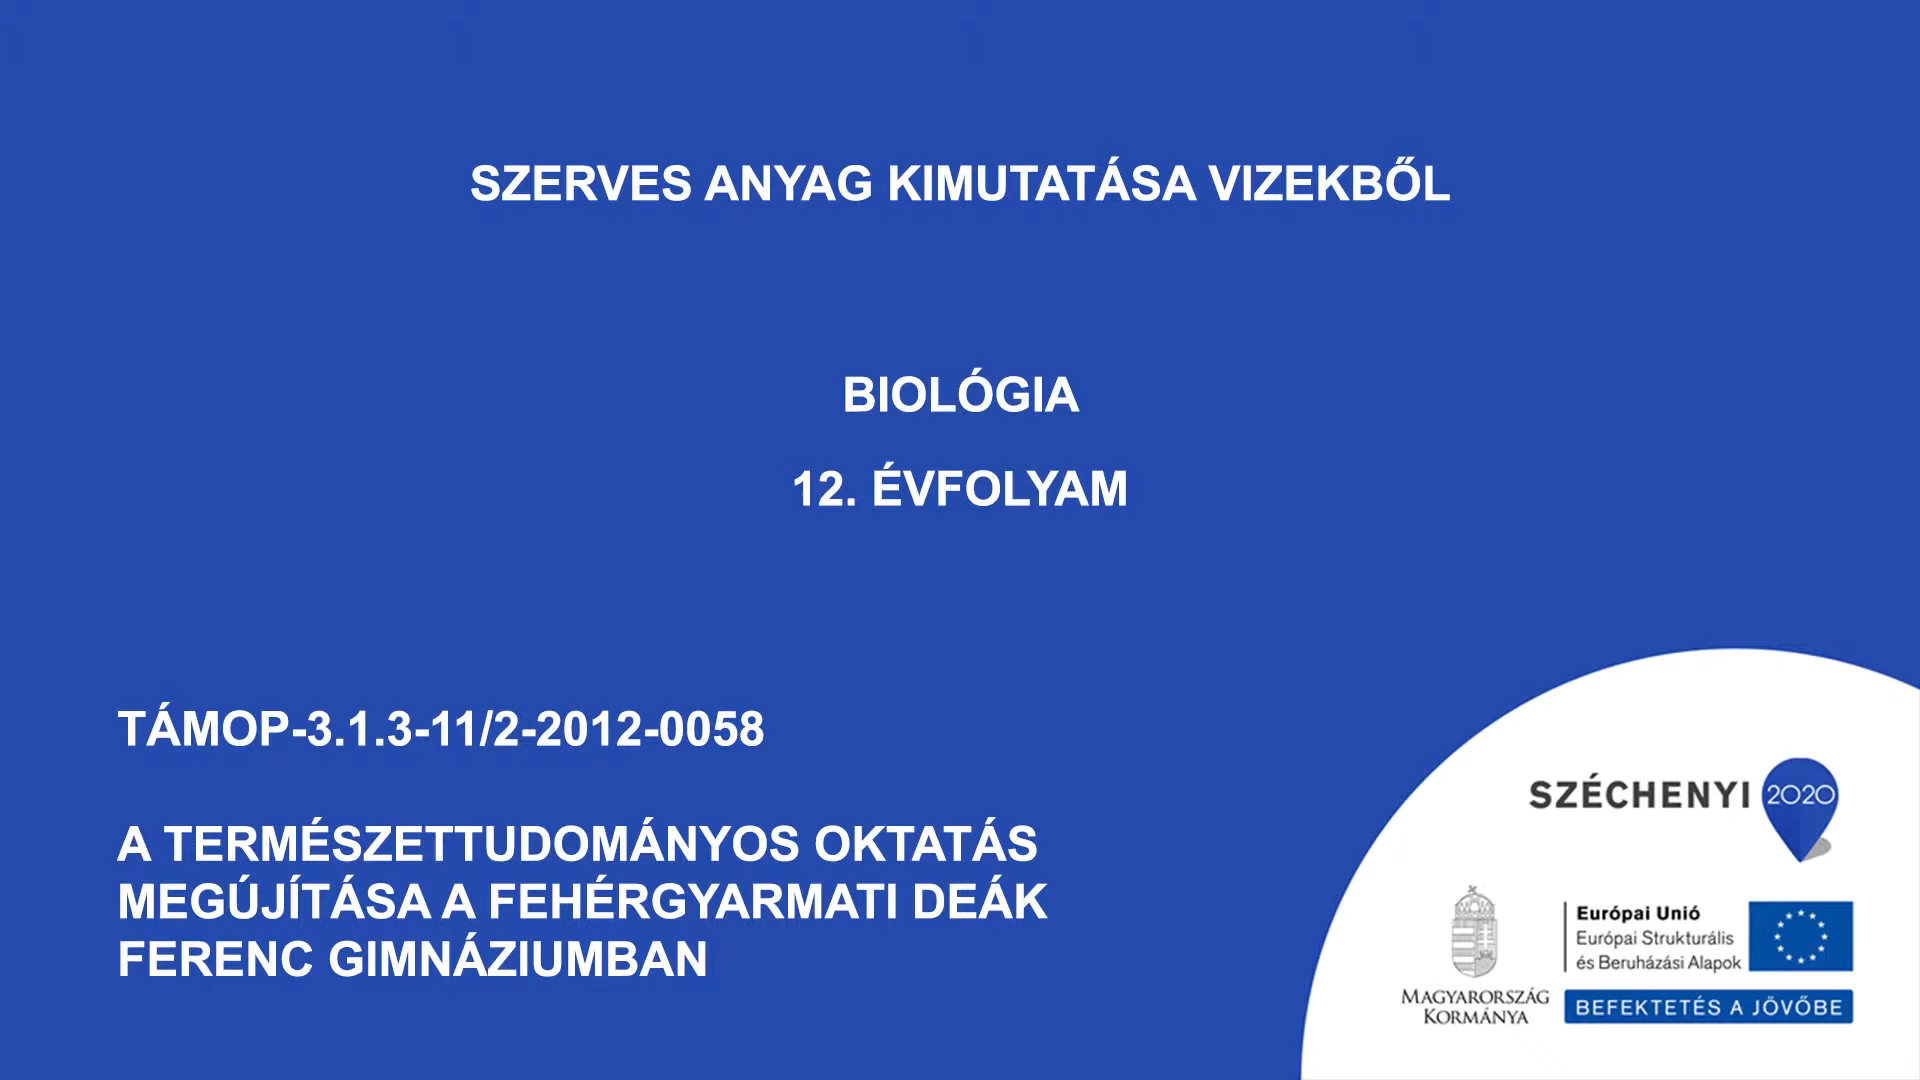 SZERVES ANYAG KIMUTATÁSA VIZEKBŐL
BIOLÓGIA
12. ÉVFOLYAM
TÁMOP-3.1.3-11/2-2012-0058
A TERMÉSZETTUDOMÁNYOS OKTATÁS
MEGÚJÍTÁSA A FEHÉRGYARMATI DEÁK
FERENC GIMNÁZIUMBAN
SZÉCHENYI 2020
MAGYARORSZÁG
KORMÁNYA
Európai Unió
Európai Strukturális
és Beruházási Alapok
BEFEKTETÉS A JÖVŐBE